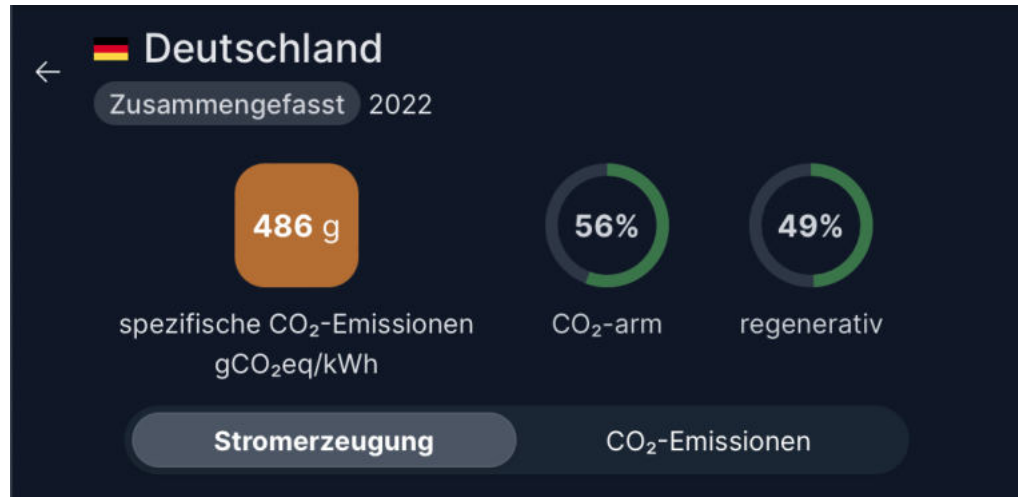 Deutschland
Zusammengefasst 2022
486 g
56%
49%
spezifische CO₂-Emissionen
gCO₂eq/kWh
CO₂-arm
regenerativ
Stromerzeugung
CO₂-Emissionen